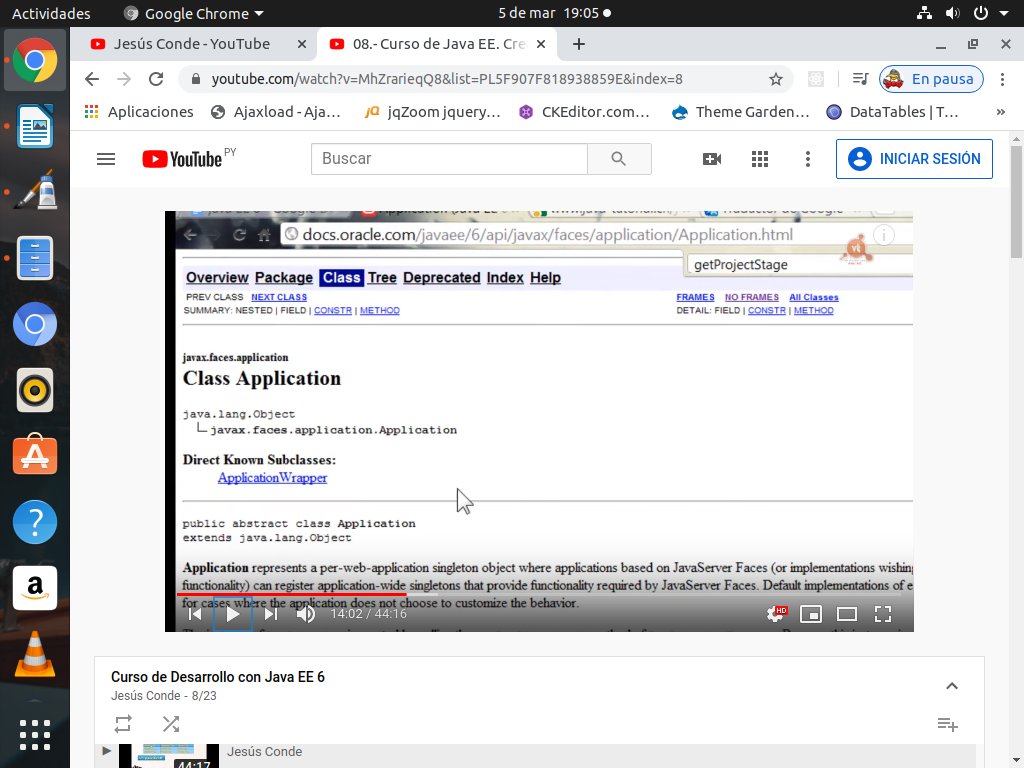 Actividades
Google Chrome
5 de mar 19:05
Jesús Conde - YouTube
08.- Curso de Java EE. Cre
youtube.com/watch?v=MhZrarieqQ8&list=PL5F907F818938859E&index=8
En pausa
Aplicaciones
Ajaxload - Aja…
jqZoom jquery…
CKEditor.com…
Theme Garden…
DataTables | T…
»
YouTube PY
Buscar
INICIAR SESIÓN
docs.oracle.com/javaee/6/api/javax/faces/application/Application.html
getProjectStage
Overview Package Class Tree Deprecated Index Help
PREV CLASS NEXT CLASS
FRAMES NO FRAMES All Classes
SUMMARY: NESTED | FIELD | CONSTR | METHOD
DETAIL: FIELD | CONSTR | METHOD
javax.faces.application
Class Application
java.lang.Object
javax.faces.application.Application
Direct Known Subclasses:
ApplicationWrapper
public abstract class Application
extends java.lang.Object
Application represents a per-web-application singleton object where applications based on JavaServer Faces (or implementations wishing
functionality) can register application-wide singletons that provide functionality required by JavaServer Faces. Default implementations of e
for cases where the application does not choose to customize the behavior.
14:02 / 44:16
HD
Curso de Desarrollo con Java EE 6
Jesús Conde - 8/23
Jesús Conde
44:17